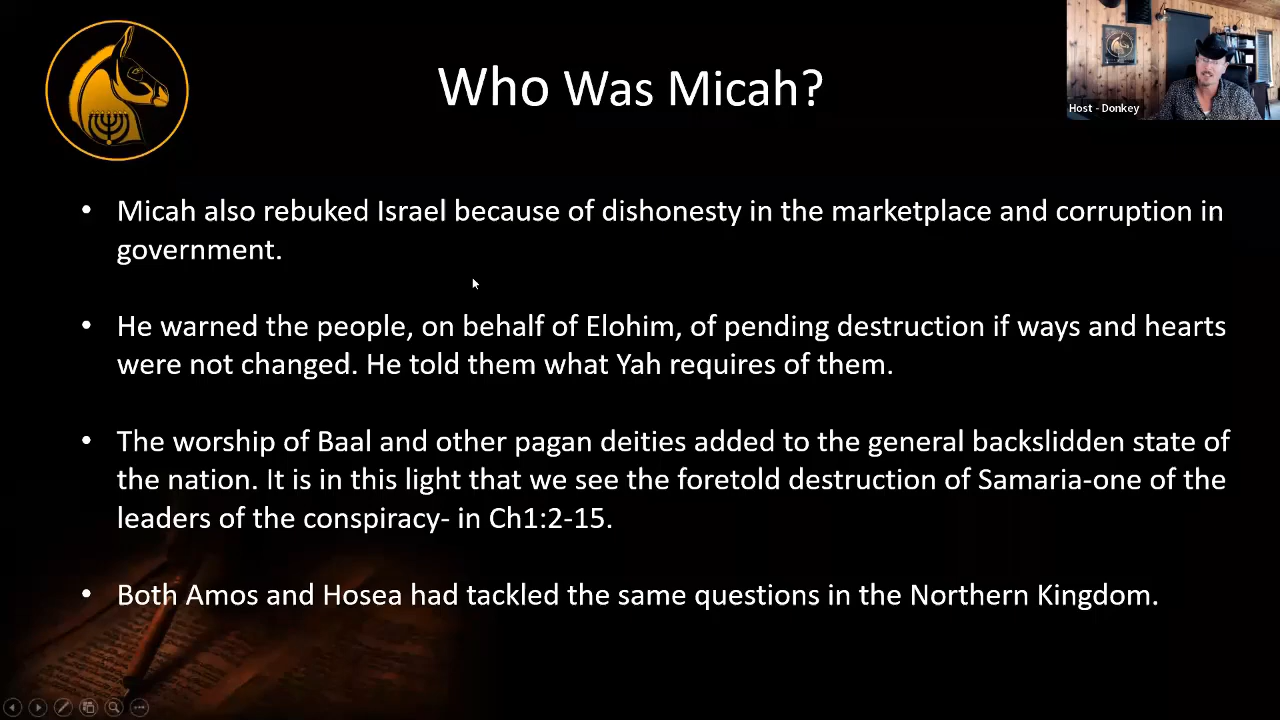 Who Was Micah?
Host - Donkey
• Micah also rebuked Israel because of dishonesty in the marketplace and corruption in
government.
• He warned the people, on behalf of Elohim, of pending destruction if ways and hearts
were not changed. He told them what Yah requires of them.
• The worship of Baal and other pagan deities added to the general backslidden state of
the nation. It is in this light that we see the foretold destruction of Samaria-one of the
leaders of the conspiracy- in Ch1:2-15.
• Both Amos and Hosea had tackled the same questions in the Northern Kingdom.